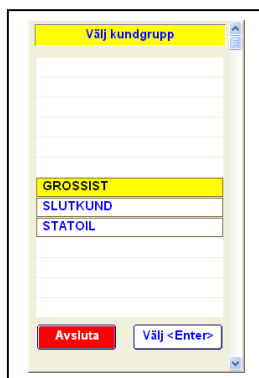 Välj kundgrupp
GROSSIST
SLUTKUND
STATOIL
Avsluta
Välj <Enter>